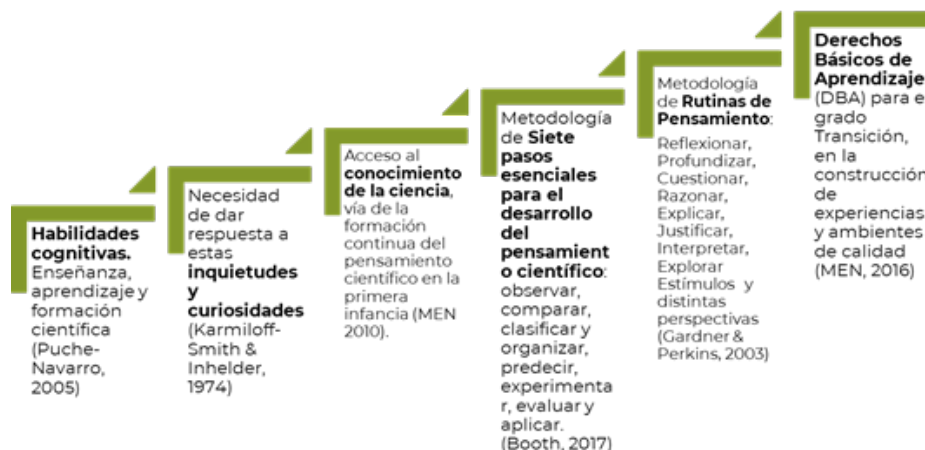 Habilidades
cognitivas.
Enseñanza,
aprendizaje y
formación
científica
(Puche-
Navarro,
2005)
Necesidad
de dar
respuesta a
estas
inquietudes
y
curiosidades
(Karmiloff-
Smith &
Inhelder,
1974)
Acceso al
conocimiento
de la ciencia,
vía de la
formación
continua del
pensamiento
científico en la
primera
infancia (MEN
2010).
Metodología
de Siete
pasos
esenciales
para el
desarrollo
del
pensamient
o científico:
observar,
comparar,
clasificar y
organizar,
predecir,
experimenta
r, evaluar y
aplicar.
(Booth, 2017)
Metodología
de Rutinas de
Pensamiento:
Reflexionar,
Profundizar,
Cuestionar,
Razonar,
Explicar,
Justificar,
Interpretar,
Explorar
Estímulos y
distintas
perspectivas
(Gardner &
Perkins, 2003)
Derechos
Básicos de
Aprendizaje
(DBA) para e
grado
Transición,
en la
construcción
de
experiencias
y ambientes
de calidad
(MEN, 2016)